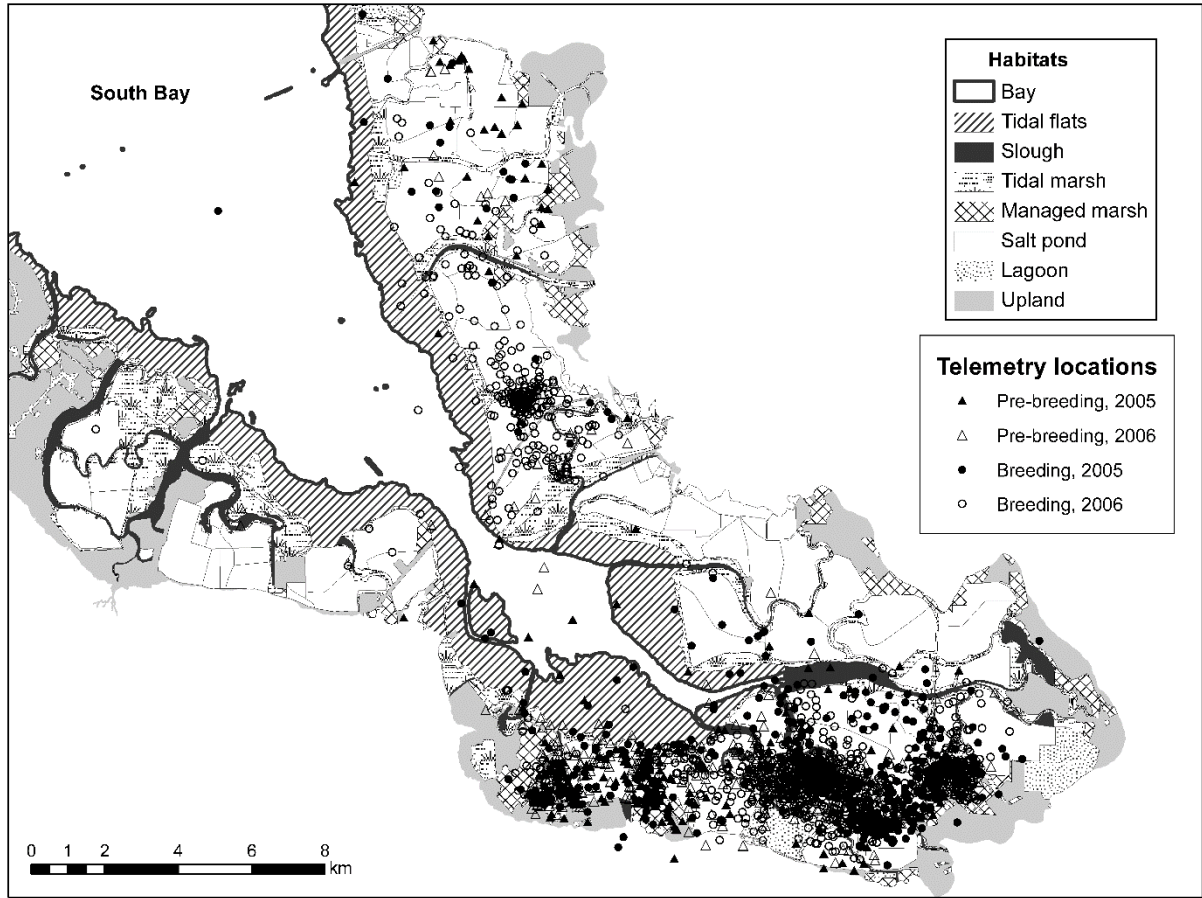 South Bay
Habitats
Bay
Tidal flats
Slough
Tidal marsh
Managed marsh
Salt pond
Lagoon
Upland
Telemetry locations
Pre-breeding, 2005
Pre-breeding, 2006
Breeding, 2005
Breeding, 2006
0 1 2 4 6 8
km